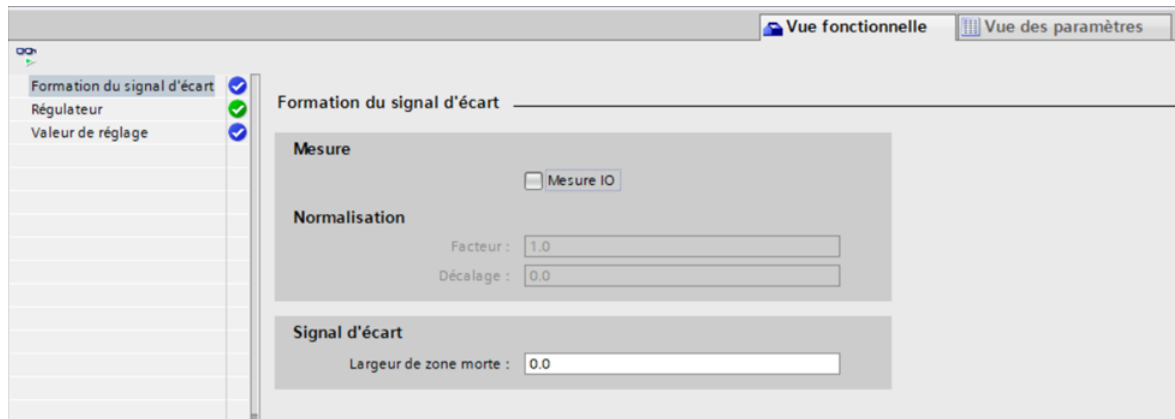 Vue fonctionnelle
Vue des paramètres
Formation du signal d'écart
Régulateur
Valeur de réglage
Formation du signal d'écart
Mesure
Mesure IO
Normalisation
Facteur : 1.0
Décalage : 0.0
Signal d'écart
Largeur de zone morte : 0.0